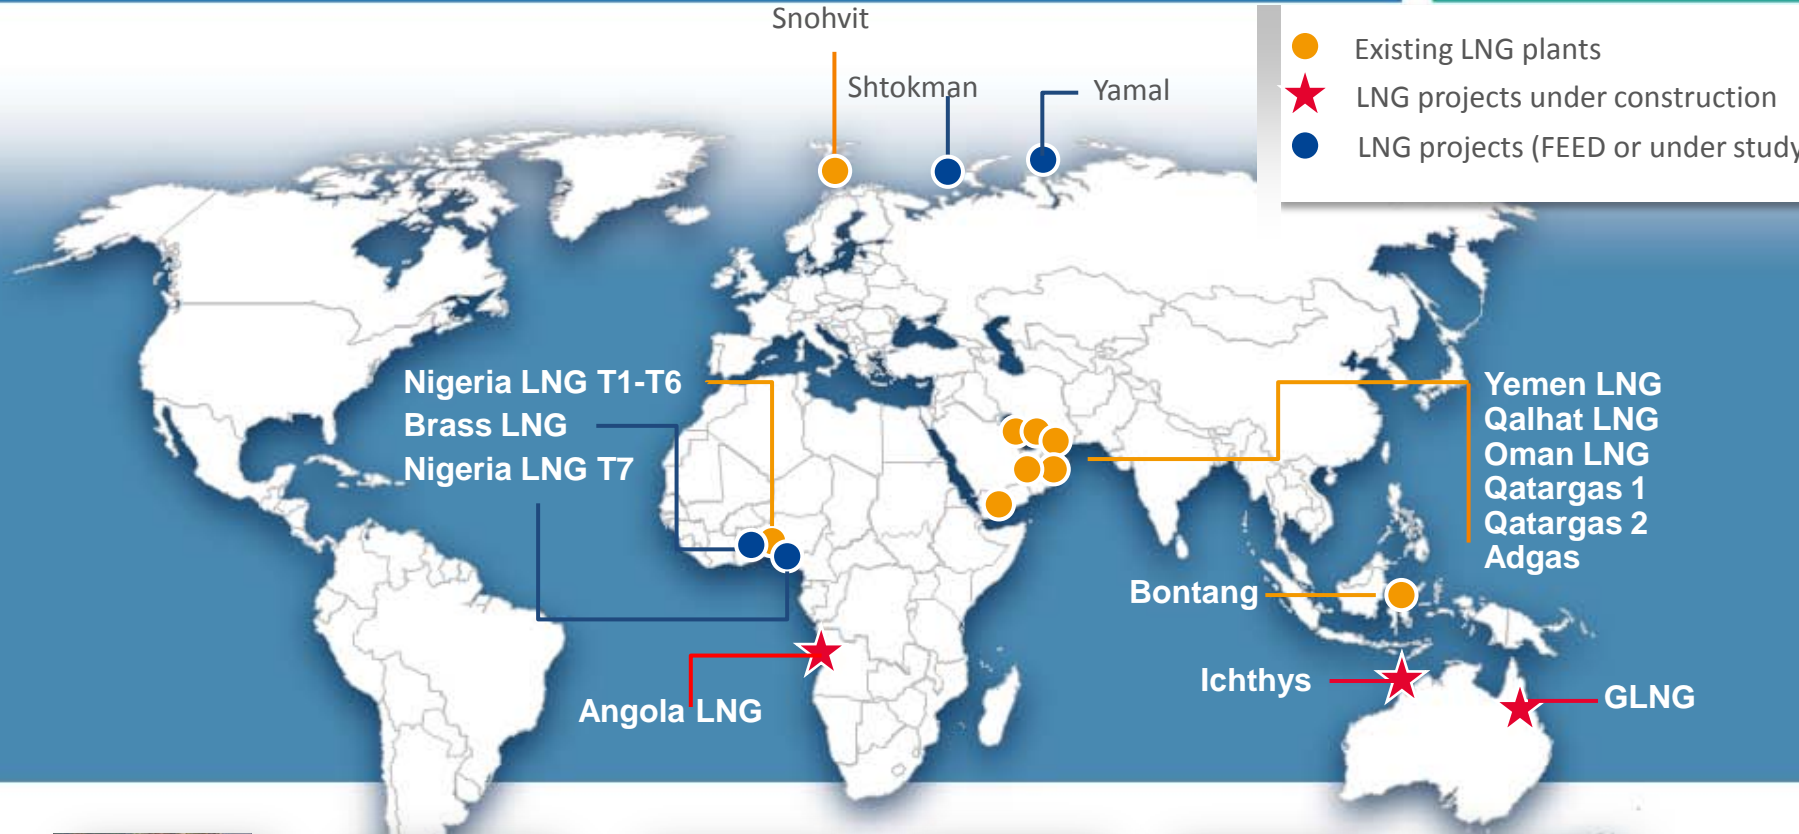 Snohvit
Shtokman
Yamal
Existing LNG plants
LNG projects under construction
LNG projects (FEED or under study
Nigeria LNG T1-T6
Brass LNG
Nigeria LNG T7
Yemen LNG
Qalhat LNG
Oman LNG
Qatargas 1
Qatargas 2
Adgas
Bontang
Ichthys
GLNG
Angola LNG